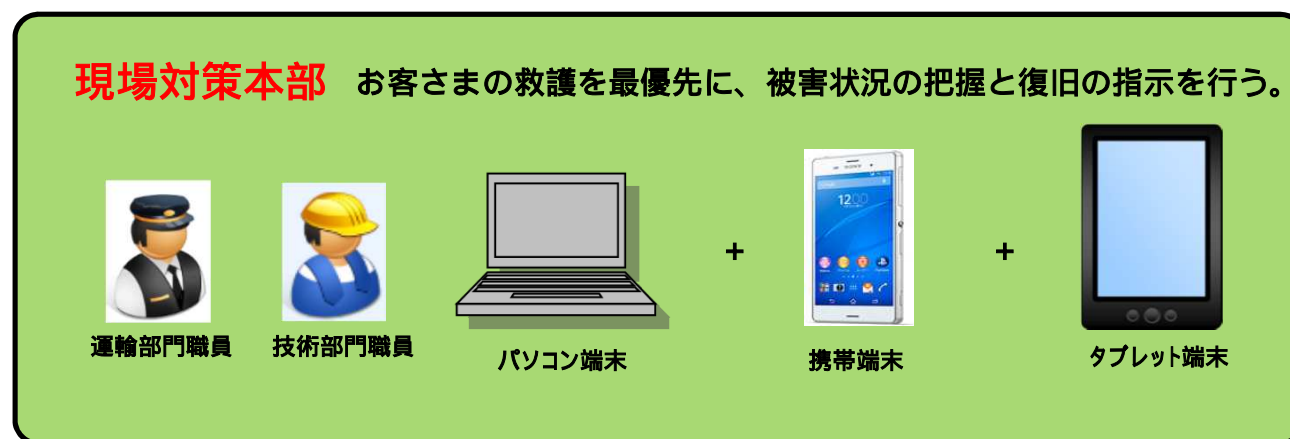 現場対策本部 お客さまの救護を最優先に、被害状況の把握と復旧の指示を行う。
12:00
+
+
運輸部門職員
技術部門職員
パソコン端末
携帯端末
タブレット端末